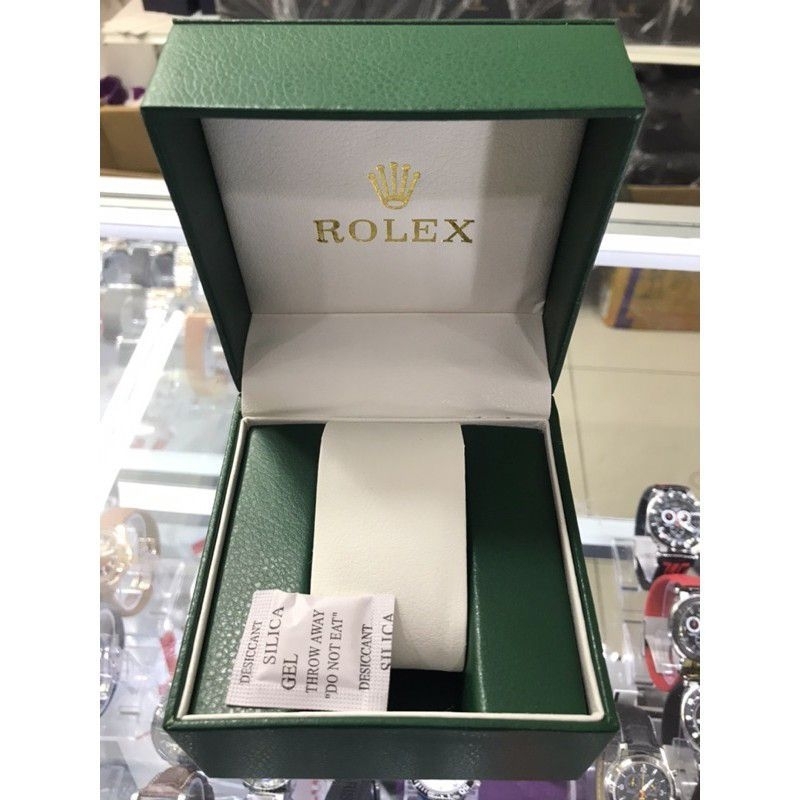 ROLEX
DESICCANT
SILICA
GEL
THROW AWAY
"DO NOT EAT"
DESICCANT
SILICA